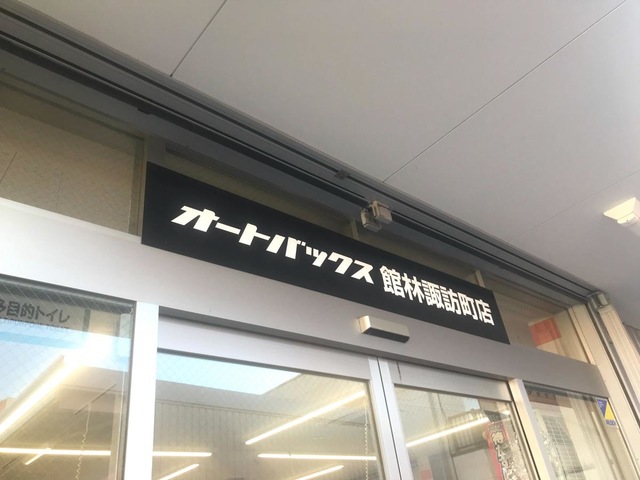 オートバックス 館林諏訪町店
多目的トイレ